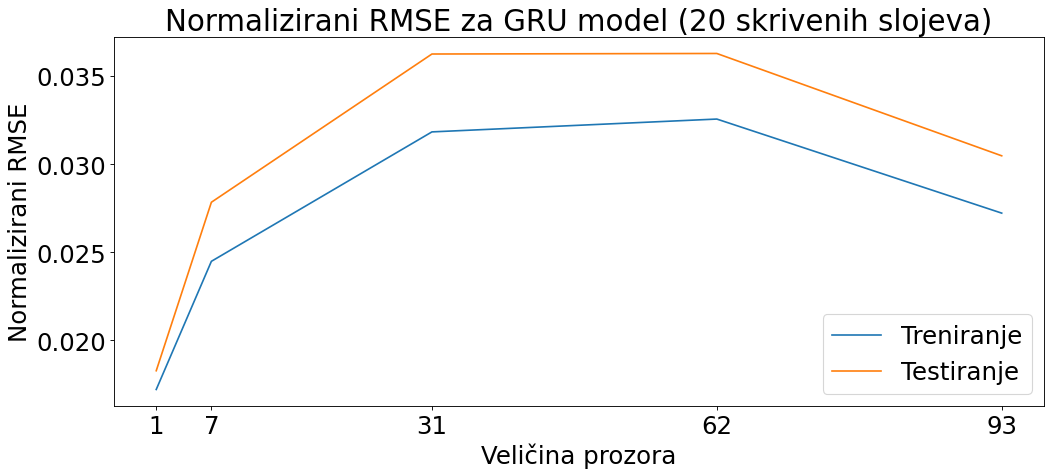 Normalizirani RMSE za GRU model (20 skrivenih slojeva)
Normalizirani RMSE
0.035
0.030
0.025
0.020
Treniranje
Testiranje
1 7 31 62 93
Veličina prozora